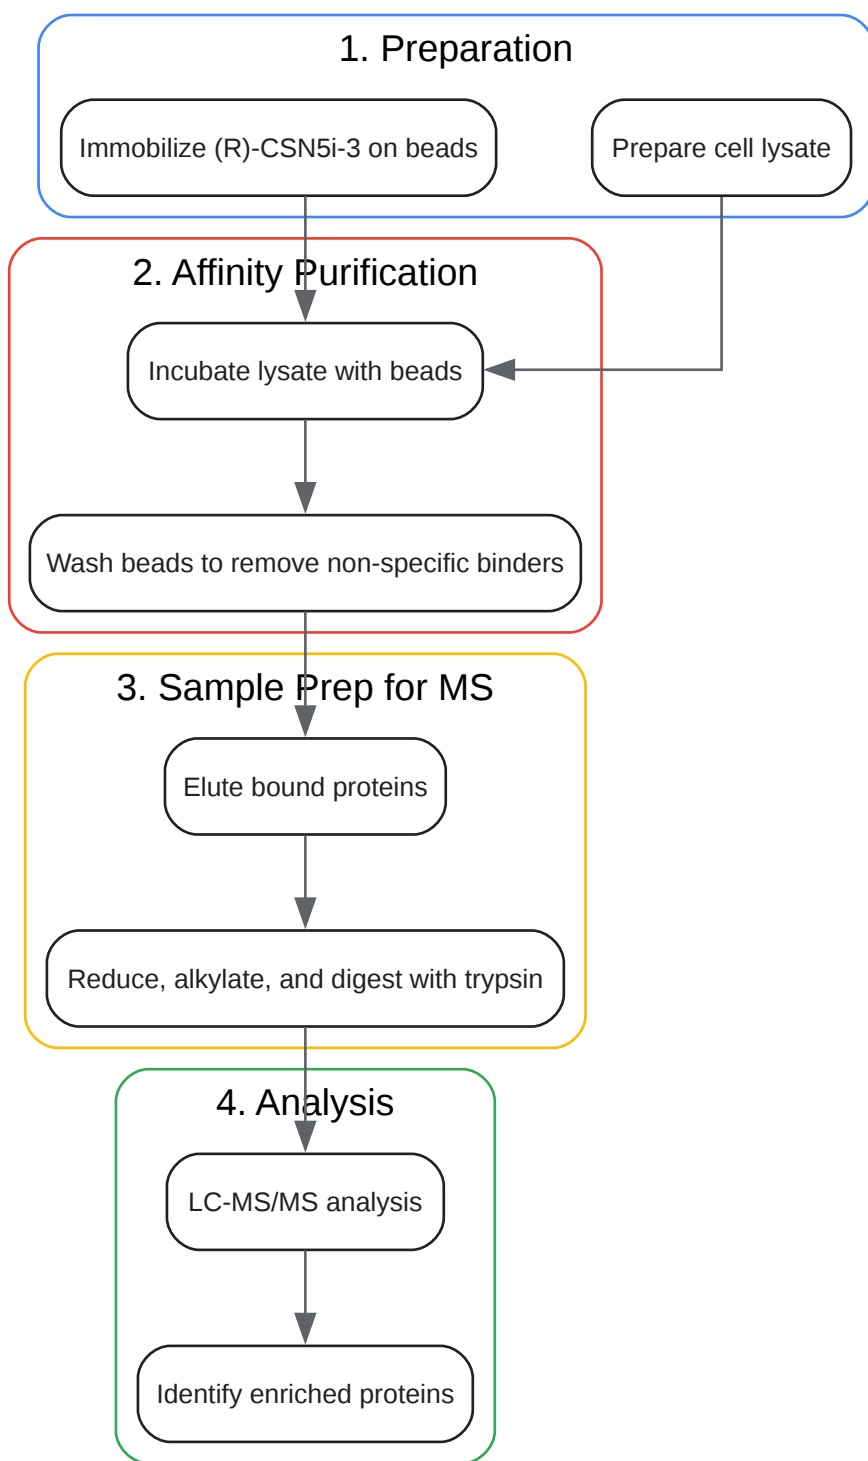 1. Preparation
Immobilize (R)-CSN5i-3 on beads
Prepare cell lysate
2. Affinity Purification
Incubate lysate with beads
Wash beads to remove non-specific binders
3. Sample Prep for MS
Elute bound proteins
Reduce, alkylate, and digest with trypsin
4. Analysis
LC-MS/MS analysis
Identify enriched proteins